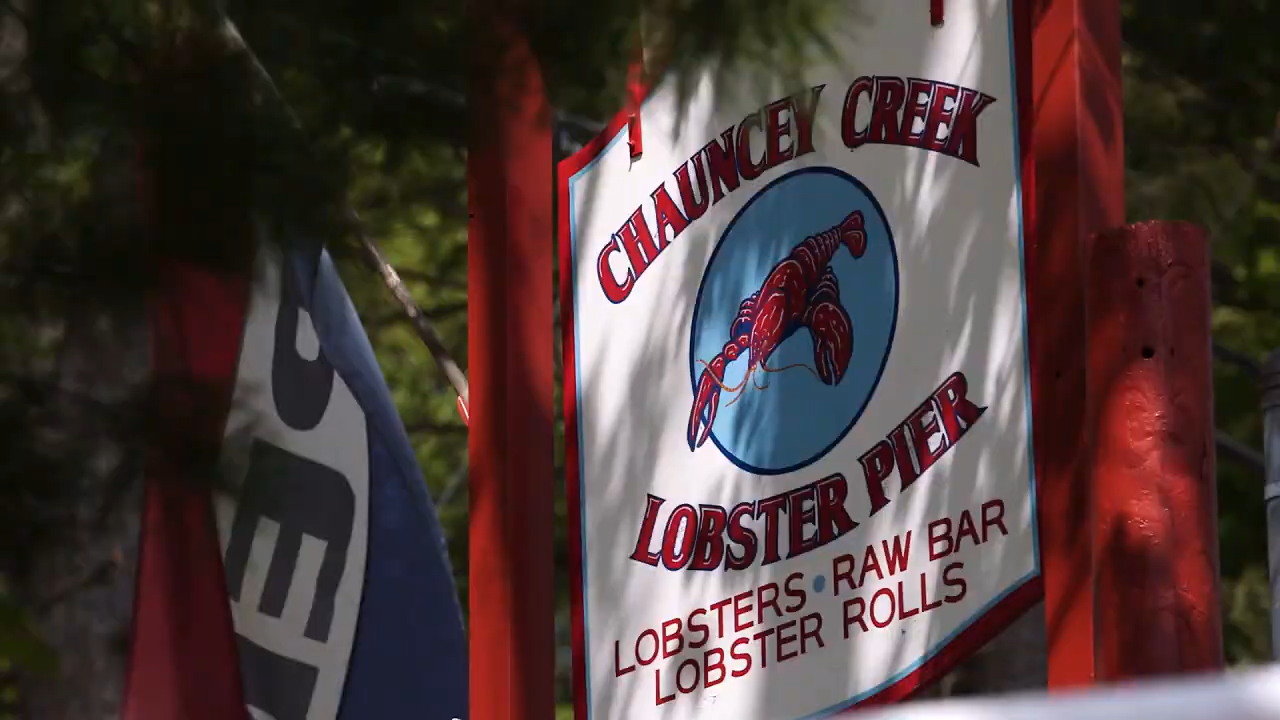 CHAUNCEY CREEK
LOBSTER PIER
LOBSTERS • RAW BAR
LOBSTER ROLLS